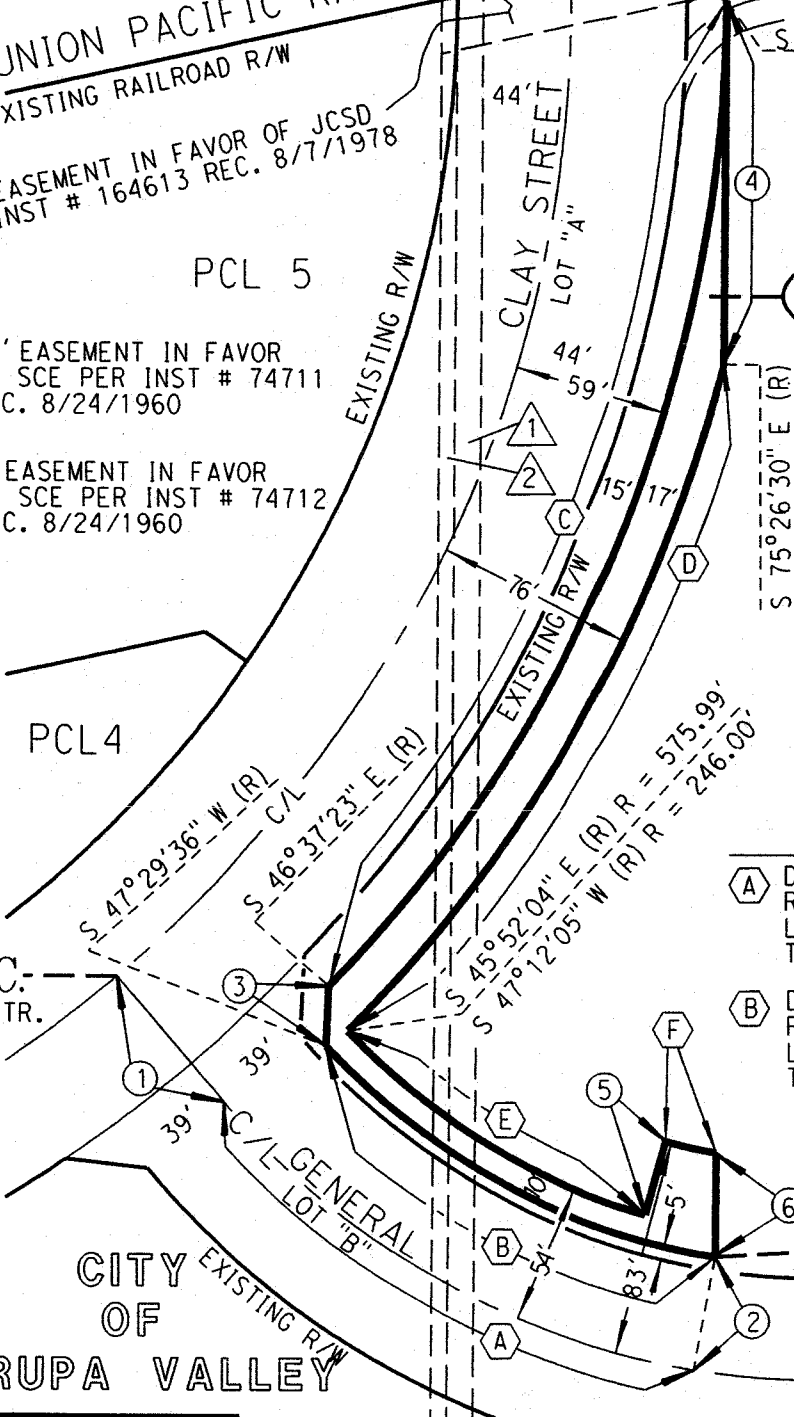 UNION PACIFIC
XISTING RAILROAD R/W
EASEMENT IN FAVOR OF JCSD
INST # 164613 REC. 8/7/1978
PCL 5
' EASEMENT IN FAVOR
SCE PER INST # 74711
C. 8/24/1960
EASEMENT IN FAVOR
SCE PER INST # 74712
C. 8/24/1960
EXISTING R/W
44'
CLAY STREET
LOT "A"
S
4
44'
59'
1
2
15'
17'
C
D
S 75°26'30" E (R)
76'
EXISTING R/W
PCL4
S 47°29'36" W (R)
C/L
S 46°37'23" E (R)
S 45°52'04" E (R) R = 575.99'
S 47°12'05" W (R) R = 246.00'
A
D
R
L
T
B
D
R
L
T
C.
TR.
3
39'
1
39'
C/L GENERAL
LOT "B"
E
5
F
10'
5'
6
B
54'
83'
A
2
CITY
OF
RUPA VALLEY
EXISTING R/W